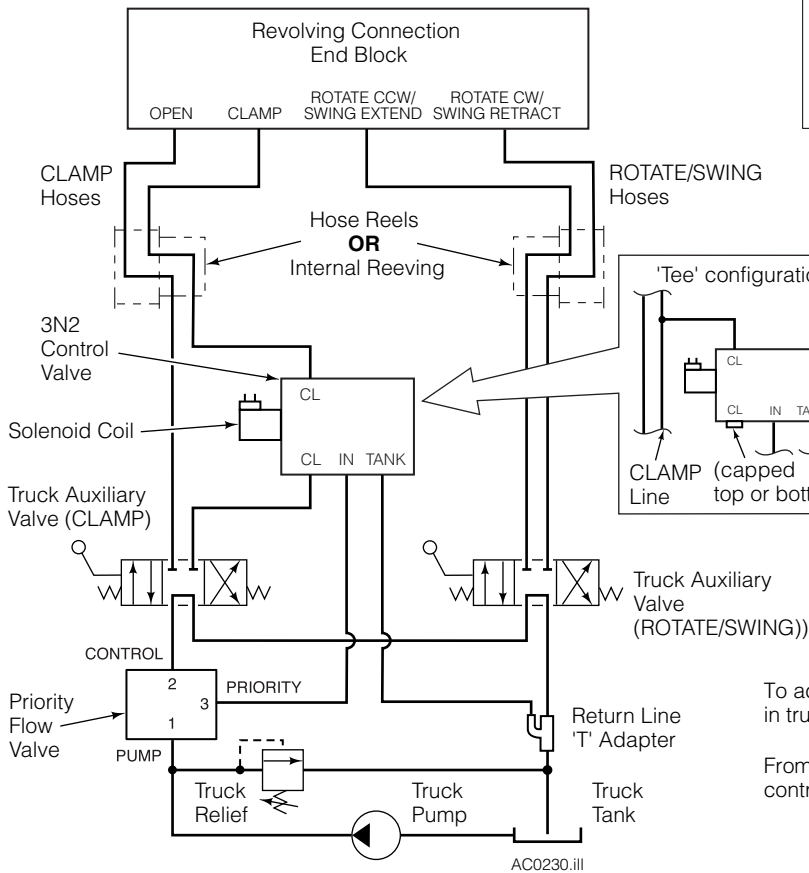 Revolving Connection
End Block
OPEN
CLAMP
ROTATE CCW/
SWING EXTEND
ROTATE CW/
SWING RETRACT
CLAMP
Hoses
ROTATE/SWING
Hoses
Hose Reels
OR
Internal Reeving
'Tee' configuratio
3N2
Control
Valve
CL
CL
Solenoid Coil
CL IN TANK
CL IN TA
CLAMP
Line
(capped
top or bott
Truck Auxiliary
Valve (CLAMP)
Truck Auxiliary
Valve
(ROTATE/SWING))
CONTROL
2
PRIORITY
3
1
Priority
Flow
Valve
PUMP
Return Line
'T' Adapter
To ad
in tru
From
contr
Truck
Relief
Truck
Pump
Truck
Tank
AC0230.ill